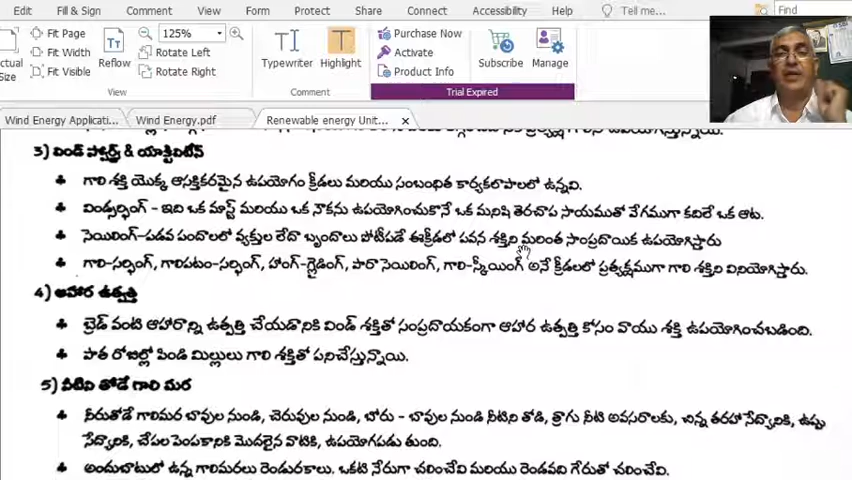 Edit Fill & Sign Comment View Form Protect Share Connect Accessibility Help Tell me... Find
Actual Size Fit Page Fit Width Fit Visible Reflow 125% Rotate Left Rotate Right Typewriter Highlight Purchase Now Activate Product Info Subscribe Manage
View Comment Trial Expired
Wind Energy Applicati... Wind Energy.pdf Renewable energy Unit...
3) విండ్ స్పోర్ట్స్ & యాక్టివిటీస్
గాలి శక్తి యొక్క ఆసక్తికరమైన ఉపయోగం క్రీడలు మరియు సంబంధిత కార్యకలాపాలలో ఉన్నవి.
విండ్సర్ఫింగ్ - ఇది ఒక మాస్ట్ మరియు ఒక నౌకను ఉపయోగించుకొనే ఒక మనిషి తెరచాప సాయముతో వేగముగా కదిలే ఒక ఆట.
సెయిలింగ్-పడవ పందాలలో వ్యక్తుల లేదా బృందాలు పోటీపడే ఈక్రీడలో పవన శక్తిని మరింత సాంప్రదాయిక ఉపయోగిస్తారు
గాలి-సర్ఫింగ్, గాలిపటం-సర్ఫింగ్, హాంగ్-గ్లైడింగ్, పారాసెయిలింగ్, గాలి-స్కీయింగ్ అనే క్రీడలలో ప్రత్యక్షముగా గాలి శక్తిని వినియోగిస్తారు.
4) ఆహార ఉత్పత్తి
బ్రెడ్ వంటి ఆహారాన్ని ఉత్పత్తి చేయడానికి విండ్ శక్తితో సంప్రదాయకంగా ఆహార ఉత్పత్తి కోసం వాయు శక్తి ఉపయోగించబడింది.
పాత రోజుల్లో పిండి మిల్లులు గాలి శక్తితో పనిచేస్తున్నాయి.
5) నీటిని తోడే గాలి మర
నీరుతోడే గాలిమర బావుల నుండి, చెరువుల నుండి, బోరు - బావుల నుండి నీటిని తోడి, త్రాగు నీటి అవసరాలకు, చిన్న తరహా సేద్యానికి, ఉప్పు
సేద్యానికి, చేపల పెంపకానికి మొదలైన వాటికి, ఉపయోగపడు తుంది.
అందుబాటులో ఉన్న గాలిమరలు రెండురకాలు. ఒకటి నేరుగా చలించేవి మరియు రెండవది గేరుతో చలించేవి.